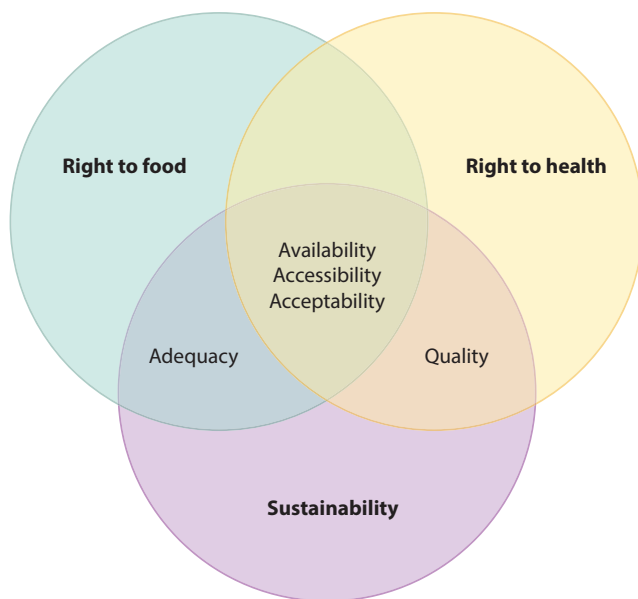 Right to food
Right to health
Availability
Accessibility
Acceptability
Adequacy
Quality
Sustainability